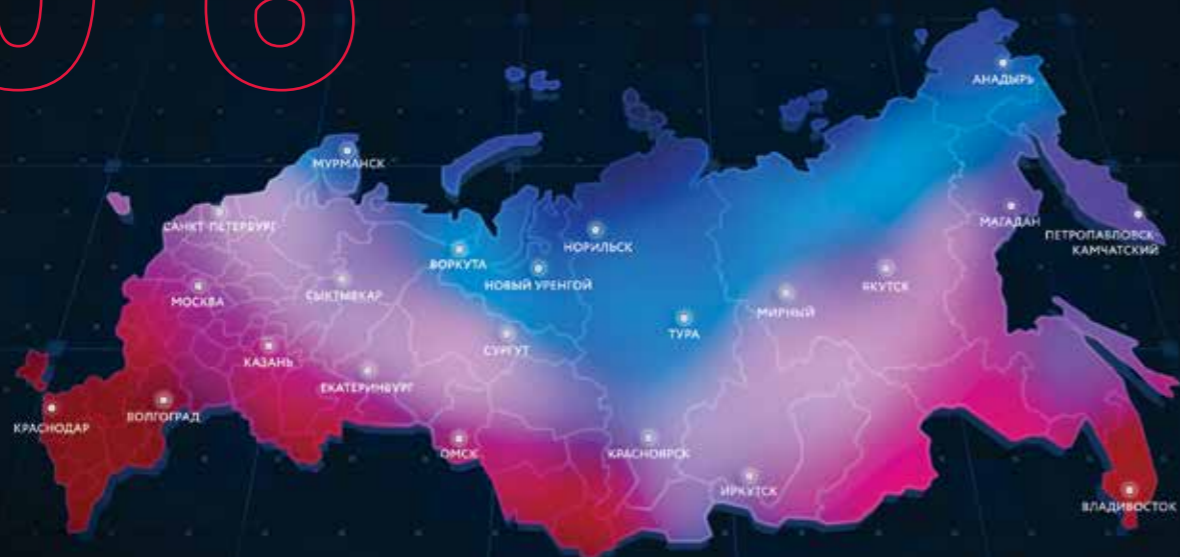 06
АНАДЫРЬ
МУРМАНСК
САНКТ-ПЕТЕРБУРГ
МАГАДАН
ПЕТРОПАВЛОВСК-
КАМЧАТСКИЙ
НОРИЛЬСК
ВОРКУТА
НОВЫЙ УРЕНГОЙ
ЯКУТСК
МОСКВА
СЫКТЫВКАР
МИРНЫЙ
ТУРА
СУРГУТ
КАЗАНЬ
ЕКАТЕРИНБУРГ
ВОЛГОГРАД
КРАСНОДАР
ОМСК
КРАСНОЯРСК
ИРКУТСК
ВЛАДИВОСТОК